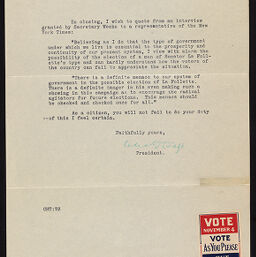 In closing, I wish to quote from an interview
granted by Secretary Weeks to a representative of the New
York Times:
"Believing as I do that the type of government
under which we live is essential to the prosperity and
continuity of our present system, I view with alarm the
possibility of the election of a man of Senator La Follet-
te's type and can hardly understand how the voters of the
country can fail to appreciate the situation.
"There is a definite menace to our system of
government in the possible election of La Follette.
There is a definite danger in his even making such a
showing in this campaign as to encourage the radical
agitators for future elections. This menace should
be checked and checked once for all."
As a citizen, you will not fail to do your duty
--of this I feel certain.
Faithfully yours,
President.
VOTE
NOVEMBER 4
VOTE
AS YOU PLEASE
BUT